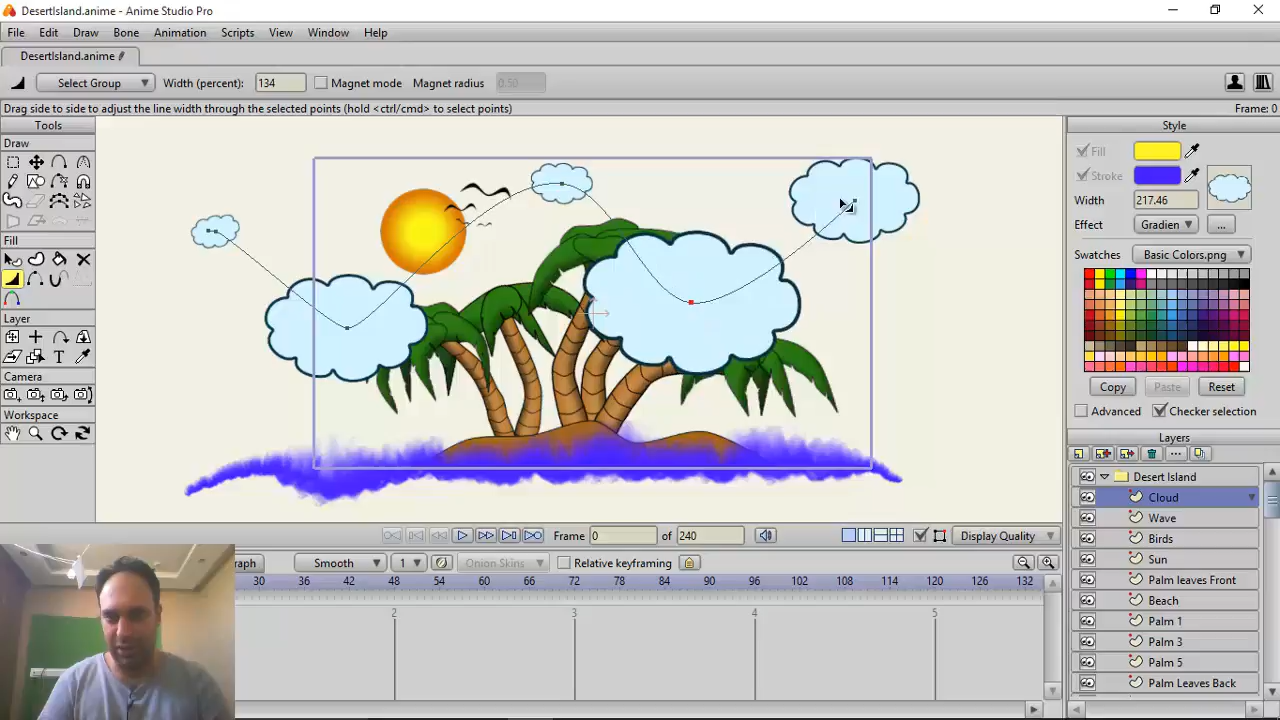 DesertIsland.anime - Anime Studio Pro
File Edit Draw Bone Animation Scripts View Window Help
DesertIsland.anime
Select Group Width (percent): 134 Magnet mode Magnet radius 0.50
Drag side to side to adjust the line width through the selected points (hold <ctrl/cmd> to select points) Frame: 0
Tools
Draw
Fill
Layer
Camera
Workspace
Style
Fill
Stroke
Width 217.46
Effect Gradien ...
Swatches Basic Colors.png
Copy Paste Reset
Advanced Checker selection
Layers
Desert Island
Cloud
Wave
Birds
Sun
Palm leaves Front
Beach
Palm 1
Palm 3
Palm 5
Palm Leaves Back
Frame 0 of 240 Display Quality
raph Smooth 1 Onion Skins Relative keyframing
30 36 42 48 54 60 66 72 78 84 90 96 102 108 114 120 126 132
2 3 4 5